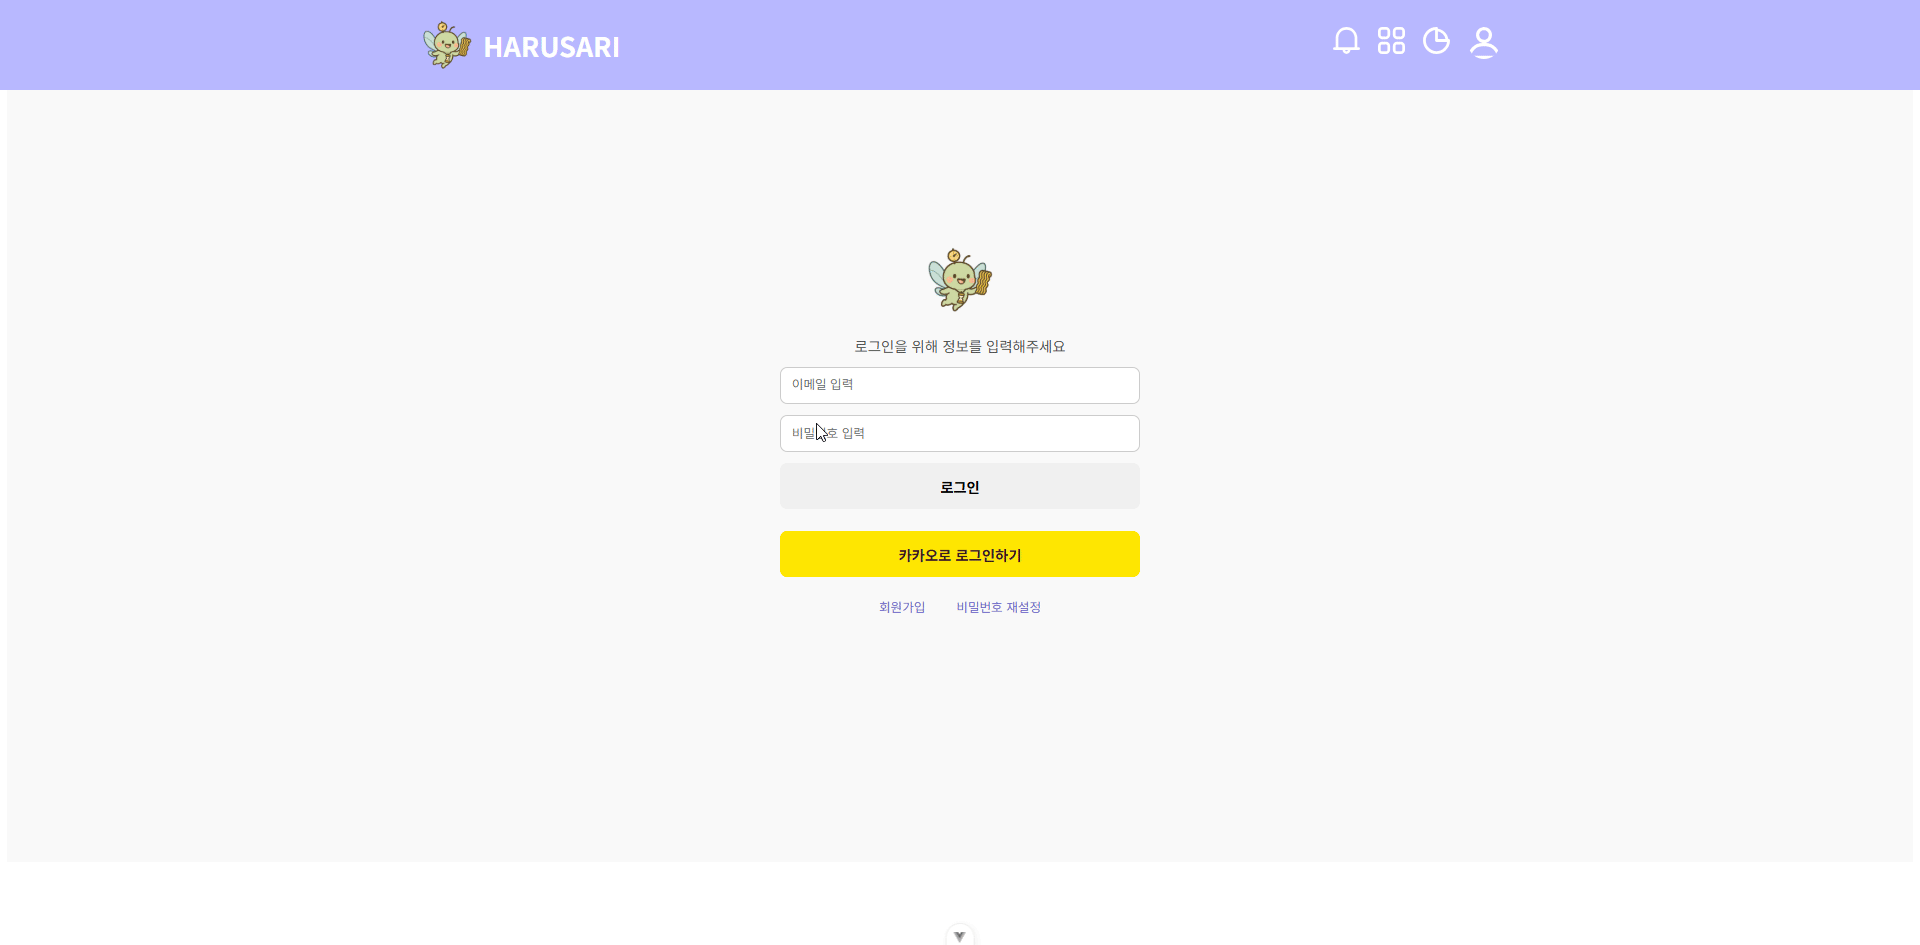 HARUSARI
로그인을 위해 정보를 입력해주세요
이메일 입력
비밀번호 입력
로그인
카카오로 로그인하기
회원가입 비밀번호 재설정